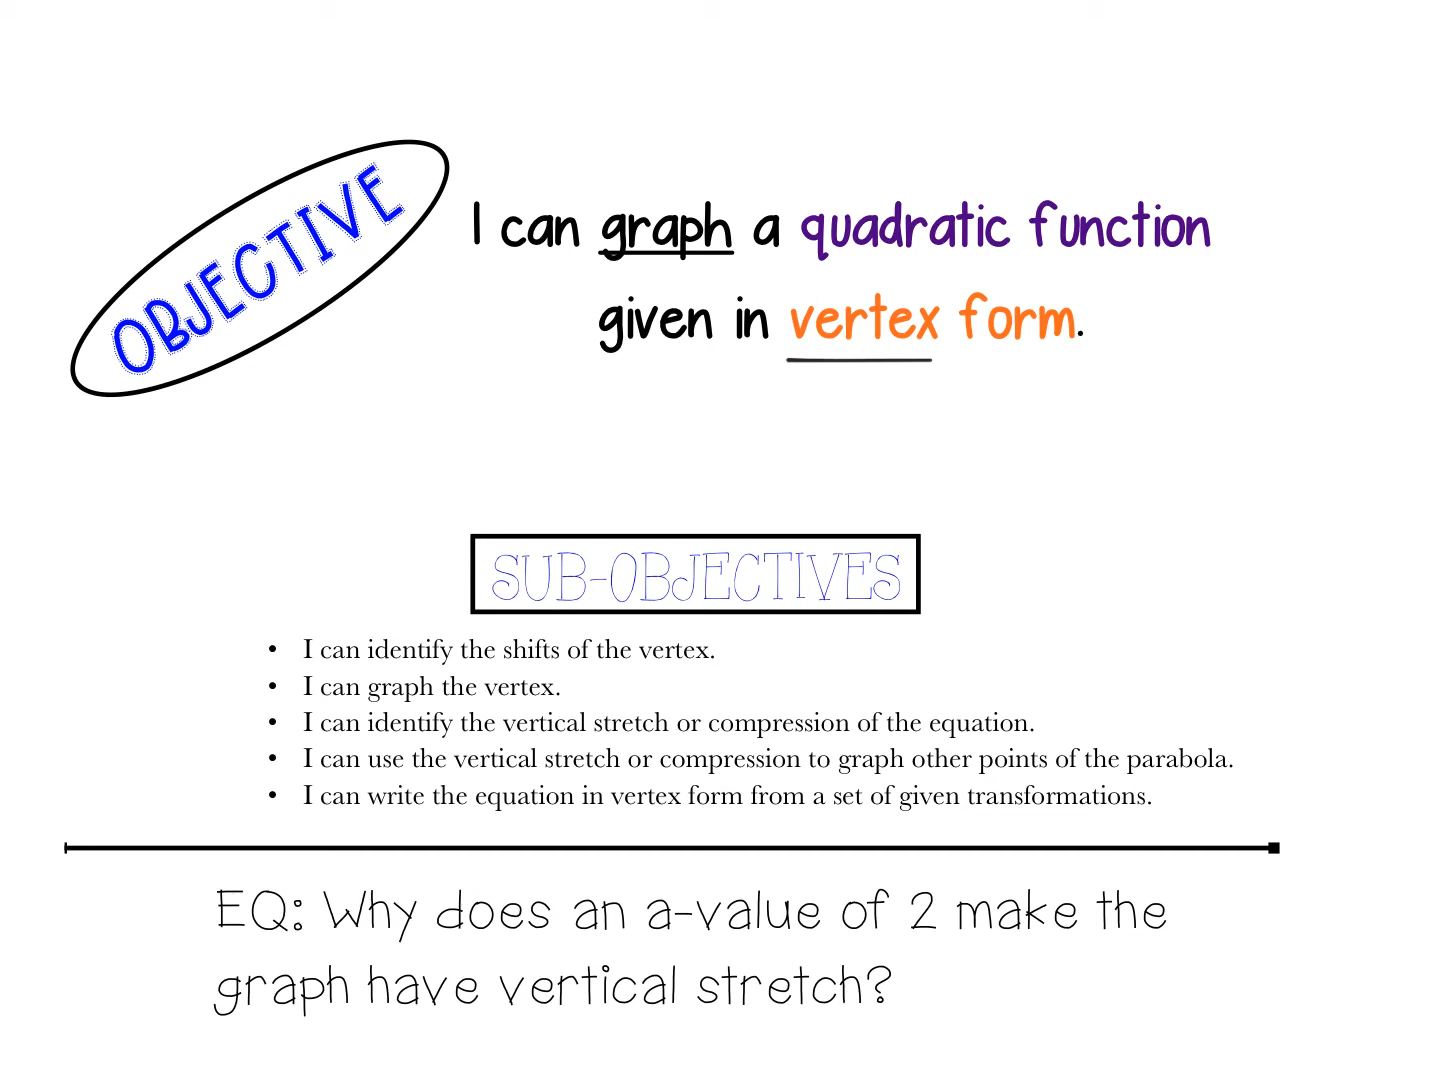 OBJECTIVE
I can graph a quadratic function
given in vertex form.
SUB-OBJECTIVES
• I can identify the shifts of the vertex.
• I can graph the vertex.
• I can identify the vertical stretch or compression of the equation.
• I can use the vertical stretch or compression to graph other points of the parabola.
• I can write the equation in vertex form from a set of given transformations.
EQ: Why does an a-value of 2 make the
graph have vertical stretch?